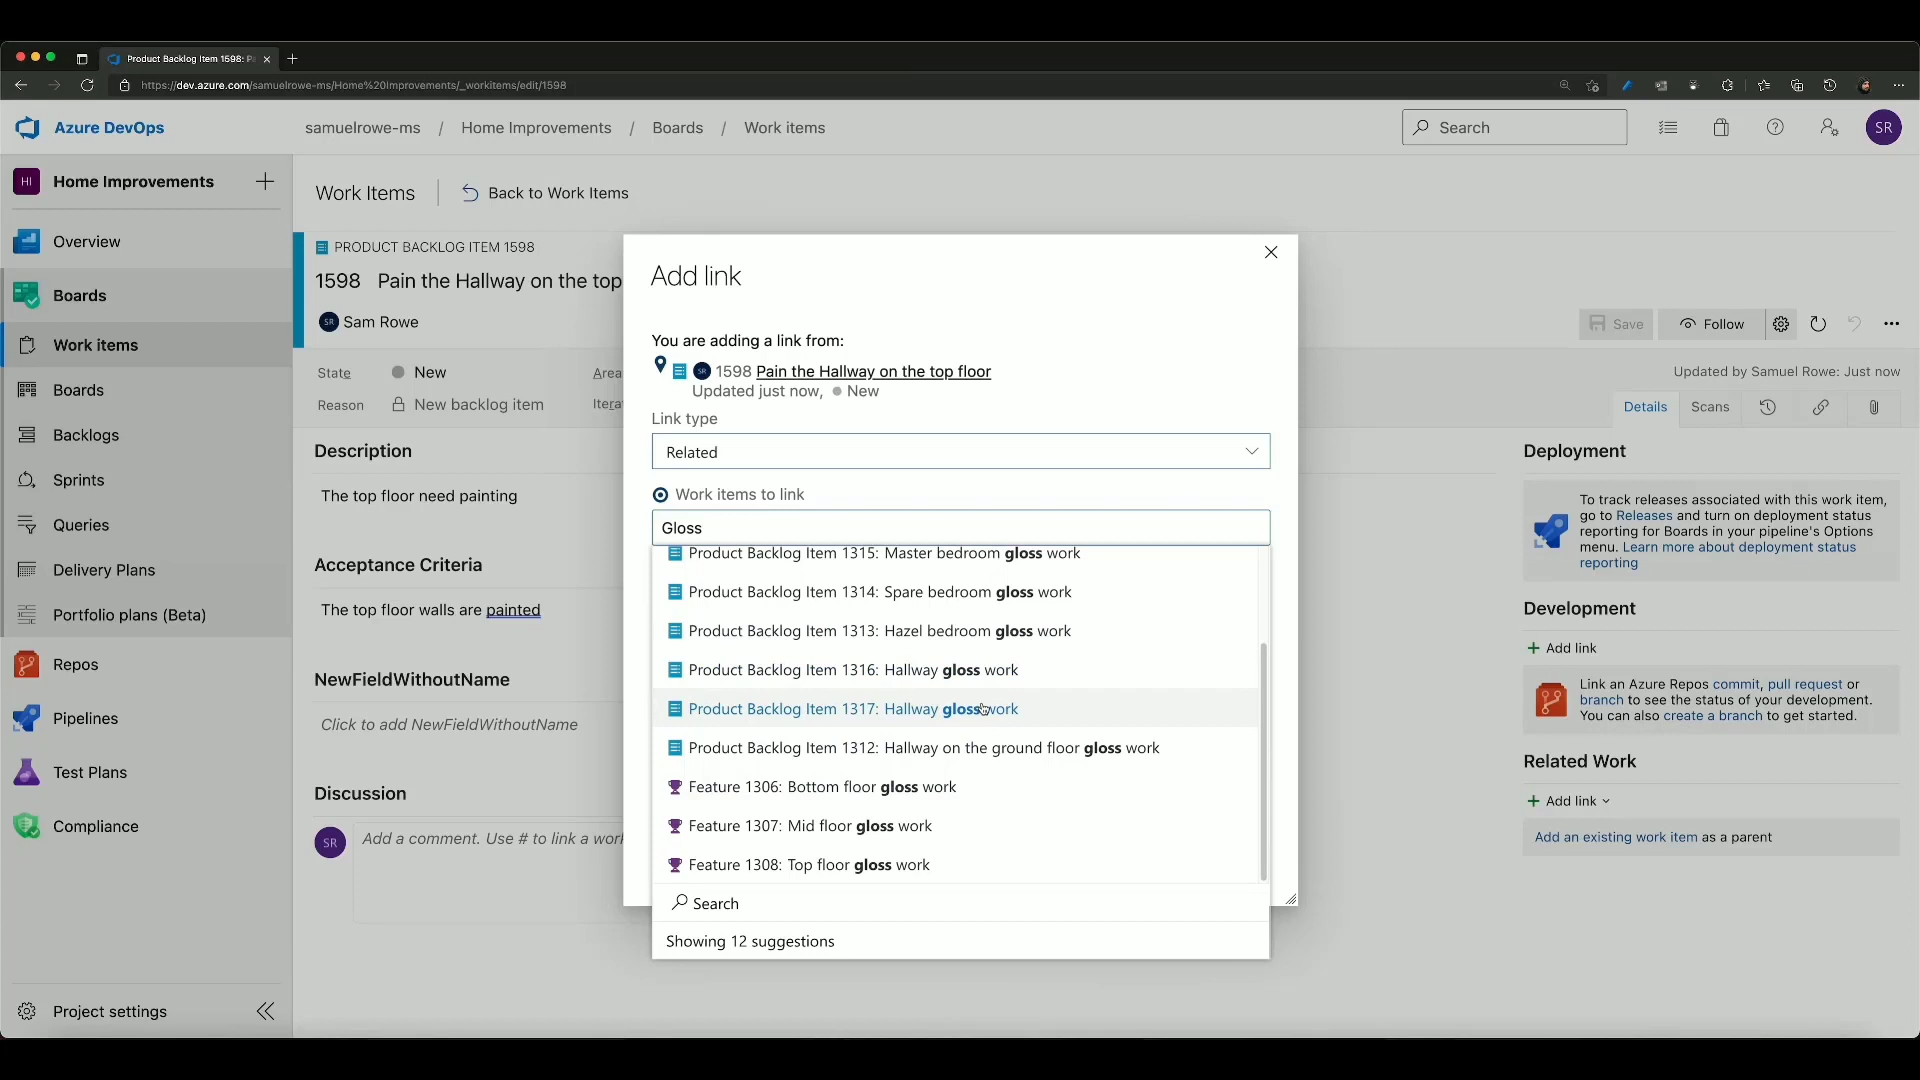 Product Backlog Item 1598: Pa
https://dev.azure.com/samuelrowe-ms/Home%20Improvements/_workitems/edit/1598
Azure DevOps
samuelrowe-ms / Home Improvements / Boards / Work items
Search
SR
HI Home Improvements
Overview
Boards
Work items
Boards
Backlogs
Sprints
Queries
Delivery Plans
Portfolio plans (Beta)
Repos
Pipelines
Test Plans
Compliance
Project settings
Work Items
Back to Work Items
PRODUCT BACKLOG ITEM 1598
1598 Pain the Hallway on the top
SR Sam Rowe
Save
Follow
State New Area
Reason New backlog item Itera
Updated by Samuel Rowe: Just now
Details Scans
Description
The top floor need painting
Acceptance Criteria
The top floor walls are painted
NewFieldWithoutName
Click to add NewFieldWithoutName
Discussion
SR
Add a comment. Use # to link a wor
Add link
You are adding a link from:
SR 1598 Pain the Hallway on the top floor
Updated just now, New
Link type
Related
Work items to link
Gloss
Product Backlog Item 1315: Master bedroom gloss work
Product Backlog Item 1314: Spare bedroom gloss work
Product Backlog Item 1313: Hazel bedroom gloss work
Product Backlog Item 1316: Hallway gloss work
Product Backlog Item 1317: Hallway gloss work
Product Backlog Item 1312: Hallway on the ground floor gloss work
Feature 1306: Bottom floor gloss work
Feature 1307: Mid floor gloss work
Feature 1308: Top floor gloss work
Search
Showing 12 suggestions
Deployment
To track releases associated with this work item,
go to Releases and turn on deployment status
reporting for Boards in your pipeline's Options
menu. Learn more about deployment status
reporting
Development
Add link
Link an Azure Repos commit, pull request or
branch to see the status of your development.
You can also create a branch to get started.
Related Work
Add link
Add an existing work item as a parent